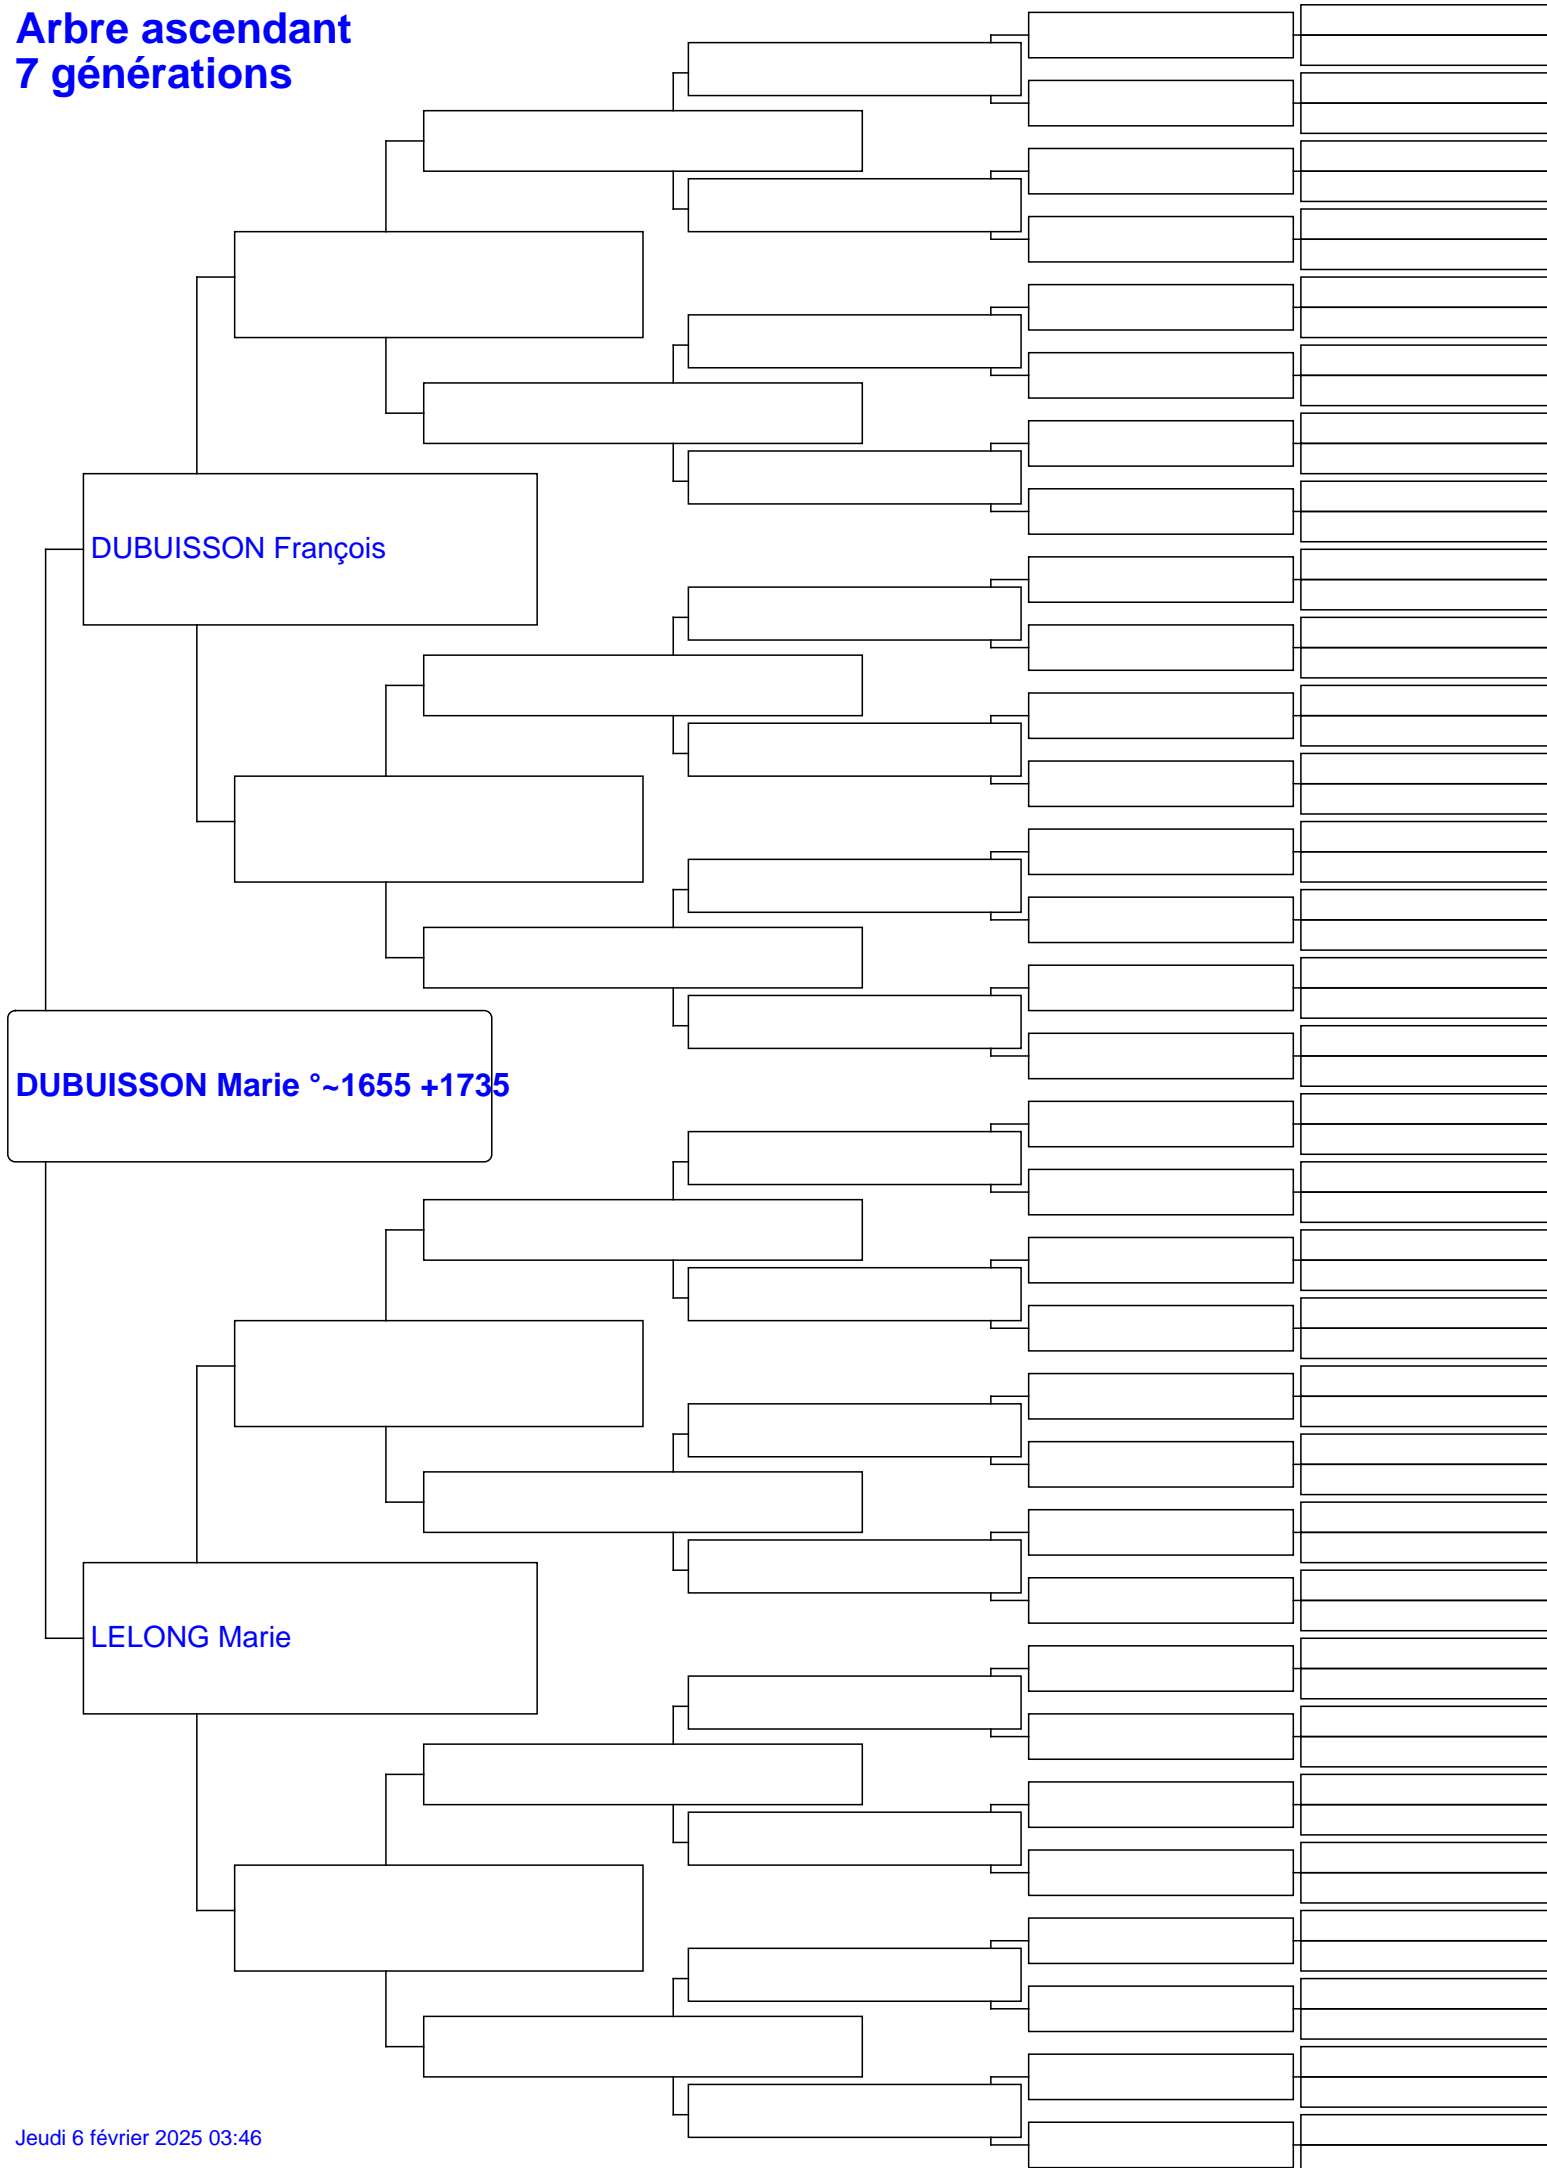 Arbre ascendant
7 générations
DUBUISSON François
DUBUISSON Marie °~1655 +1735
LELONG Marie
Jeudi 6 février 2025 03:46